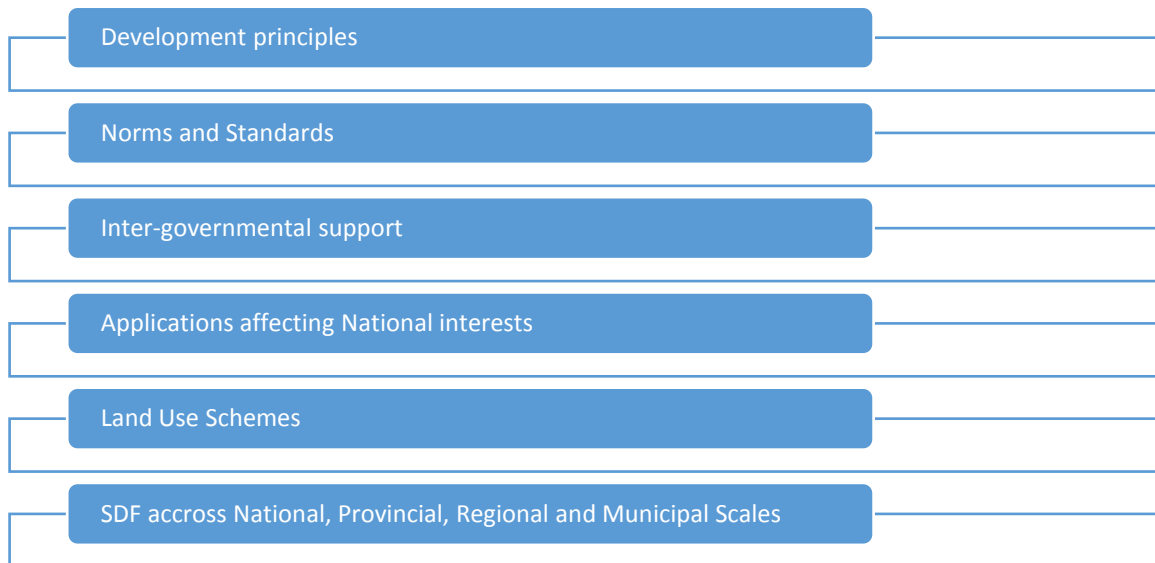 Development principles
Norms and Standards
Inter-governmental support
Applications affecting National interests
Land Use Schemes
SDF accross National, Provincial, Regional and Municipal Scales